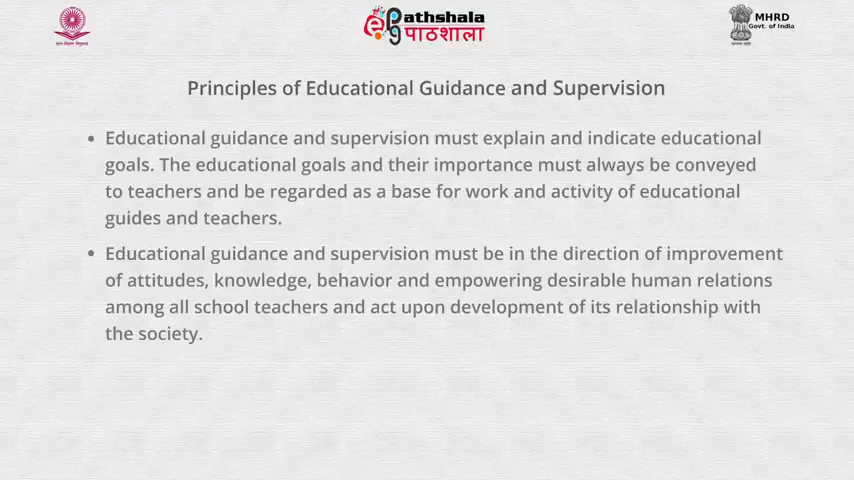 epg Pathshala
पाठशाला
MHRD
Govt. of India
Principles of Educational Guidance and Supervision
• Educational guidance and supervision must explain and indicate educational
goals. The educational goals and their importance must always be conveyed
to teachers and be regarded as a base for work and activity of educational
guides and teachers.
• Educational guidance and supervision must be in the direction of improvement
of attitudes, knowledge, behavior and empowering desirable human relations
among all school teachers and act upon development of its relationship with
the society.